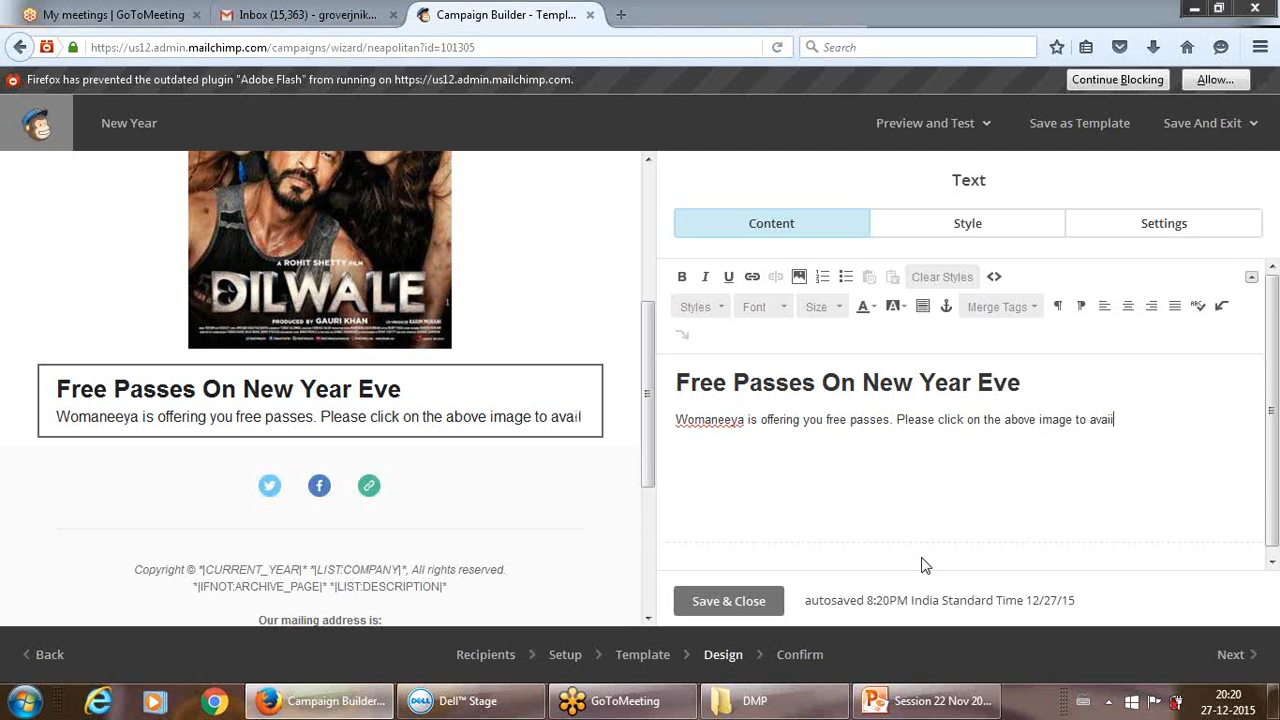 My meetings | GoToMeeting
Inbox (15,363) - groverjnik...
Campaign Builder - Templ...
https://us12.admin.mailchimp.com/campaigns/wizard/neapolitan?id=101305
Search
Firefox has prevented the outdated plugin "Adobe Flash" from running on https://us12.admin.mailchimp.com.
Continue Blocking
Allow...
New Year
Preview and Test
Save as Template
Save And Exit
A ROHIT SHETTY FILM
DILWALE
PRODUCED BY GAURI KHAN
Free Passes On New Year Eve
Womaneeya is offering you free passes. Please click on the above image to avail
Copyright © *|CURRENT_YEAR|* *|LIST:COMPANY|*, All rights reserved.
*|IFNOT:ARCHIVE_PAGE|* *|LIST:DESCRIPTION|*
Our mailing address is:
Text
Content
Style
Settings
B I U
Clear Styles
Styles
Font
Size
A
A
Merge Tags
Free Passes On New Year Eve
Womaneeya is offering you free passes. Please click on the above image to avail
Save & Close
autosaved 8:20PM India Standard Time 12/27/15
Back
Recipients
Setup
Template
Design
Confirm
Next
Campaign Builder...
Dell™ Stage
GoToMeeting
DMP
Session 22 Nov 20...
20:20
27-12-2015